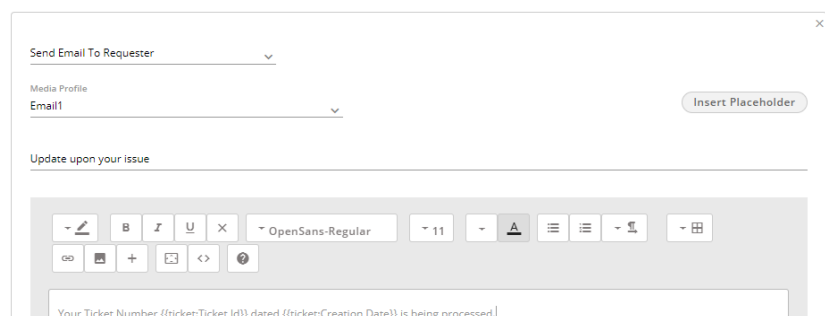 Send Email To Requester
Media Profile
Email1
Insert Placeholder
Update upon your issue
B I U OpenSans-Regular 11 A
Your Ticket Number {{ticket:Ticket Id}} dated {{ticket:Creation Date}} is being processed